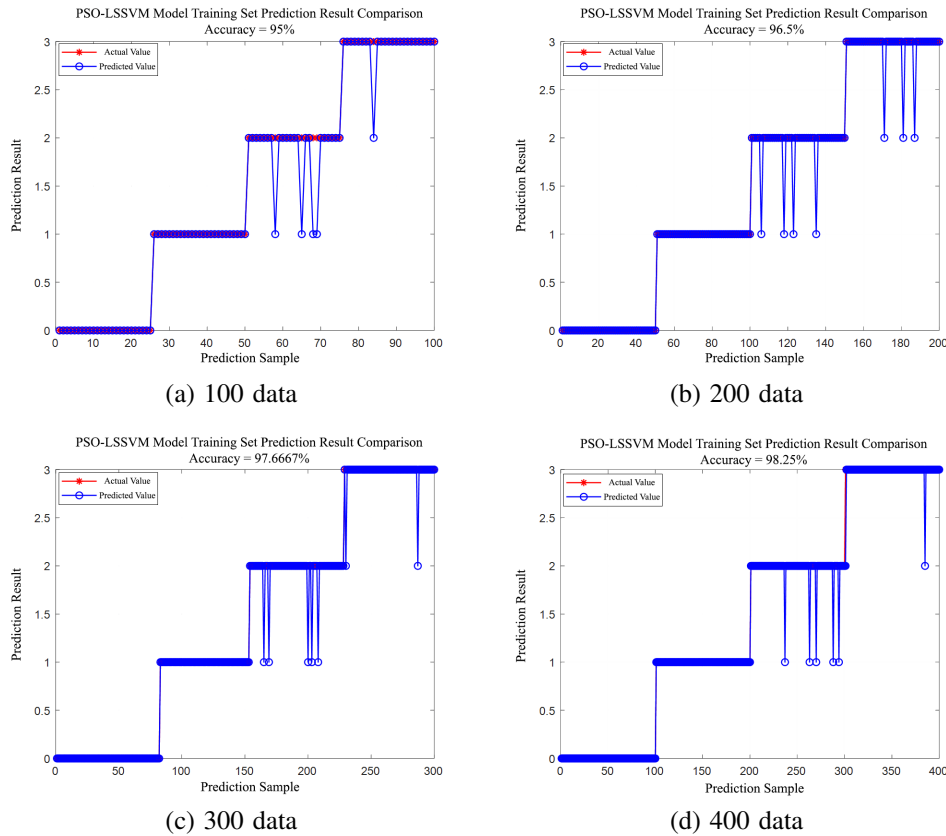 PSO-LSSVM Model Training Set Prediction Result Comparison
Accuracy = 95%
Actual Value
Predicted Value
Prediction Result
3
2.5
2
1.5
1
0.5
0
0 10 20 30 40 50 60 70 80 90 100
Prediction Sample
(a) 100 data
PSO-LSSVM Model Training Set Prediction Result Comparison
Accuracy = 96.5%
Actual Value
Predicted Value
Prediction Result
3
2.5
2
1.5
1
0.5
0
0 20 40 60 80 100 120 140 160 180 200
Prediction Sample
(b) 200 data
PSO-LSSVM Model Training Set Prediction Result Comparison
Accuracy = 97.6667%
Actual Value
Predicted Value
Prediction Result
3
2.5
2
1.5
1
0.5
0
0 50 100 150 200 250 300
Prediction Sample
(c) 300 data
PSO-LSSVM Model Training Set Prediction Result Comparison
Accuracy = 98.25%
Actual Value
Predicted Value
Prediction Result
3
2.5
2
1.5
1
0.5
0
0 50 100 150 200 250 300 350 400
Prediction Sample
(d) 400 data